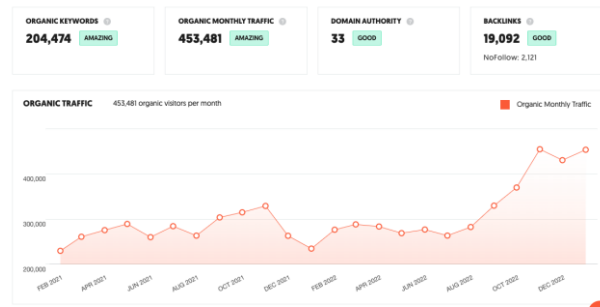 ORGANIC KEYWORDS ?
204,474 AMAZING
ORGANIC MONTHLY TRAFFIC ?
453,481 AMAZING
DOMAIN AUTHORITY ?
33 GOOD
BACKLINKS ?
19,092 GOOD
NoFollow: 2,121
ORGANIC TRAFFIC 453,481 organic visitors per month
Organic Monthly Traffic
400,000
300,000
200,000
FEB 2021 APR 2021 JUN 2021 AUG 2021 OCT 2021 DEC 2021 FEB 2022 APR 2022 JUN 2022 AUG 2022 OCT 2022 DEC 2022